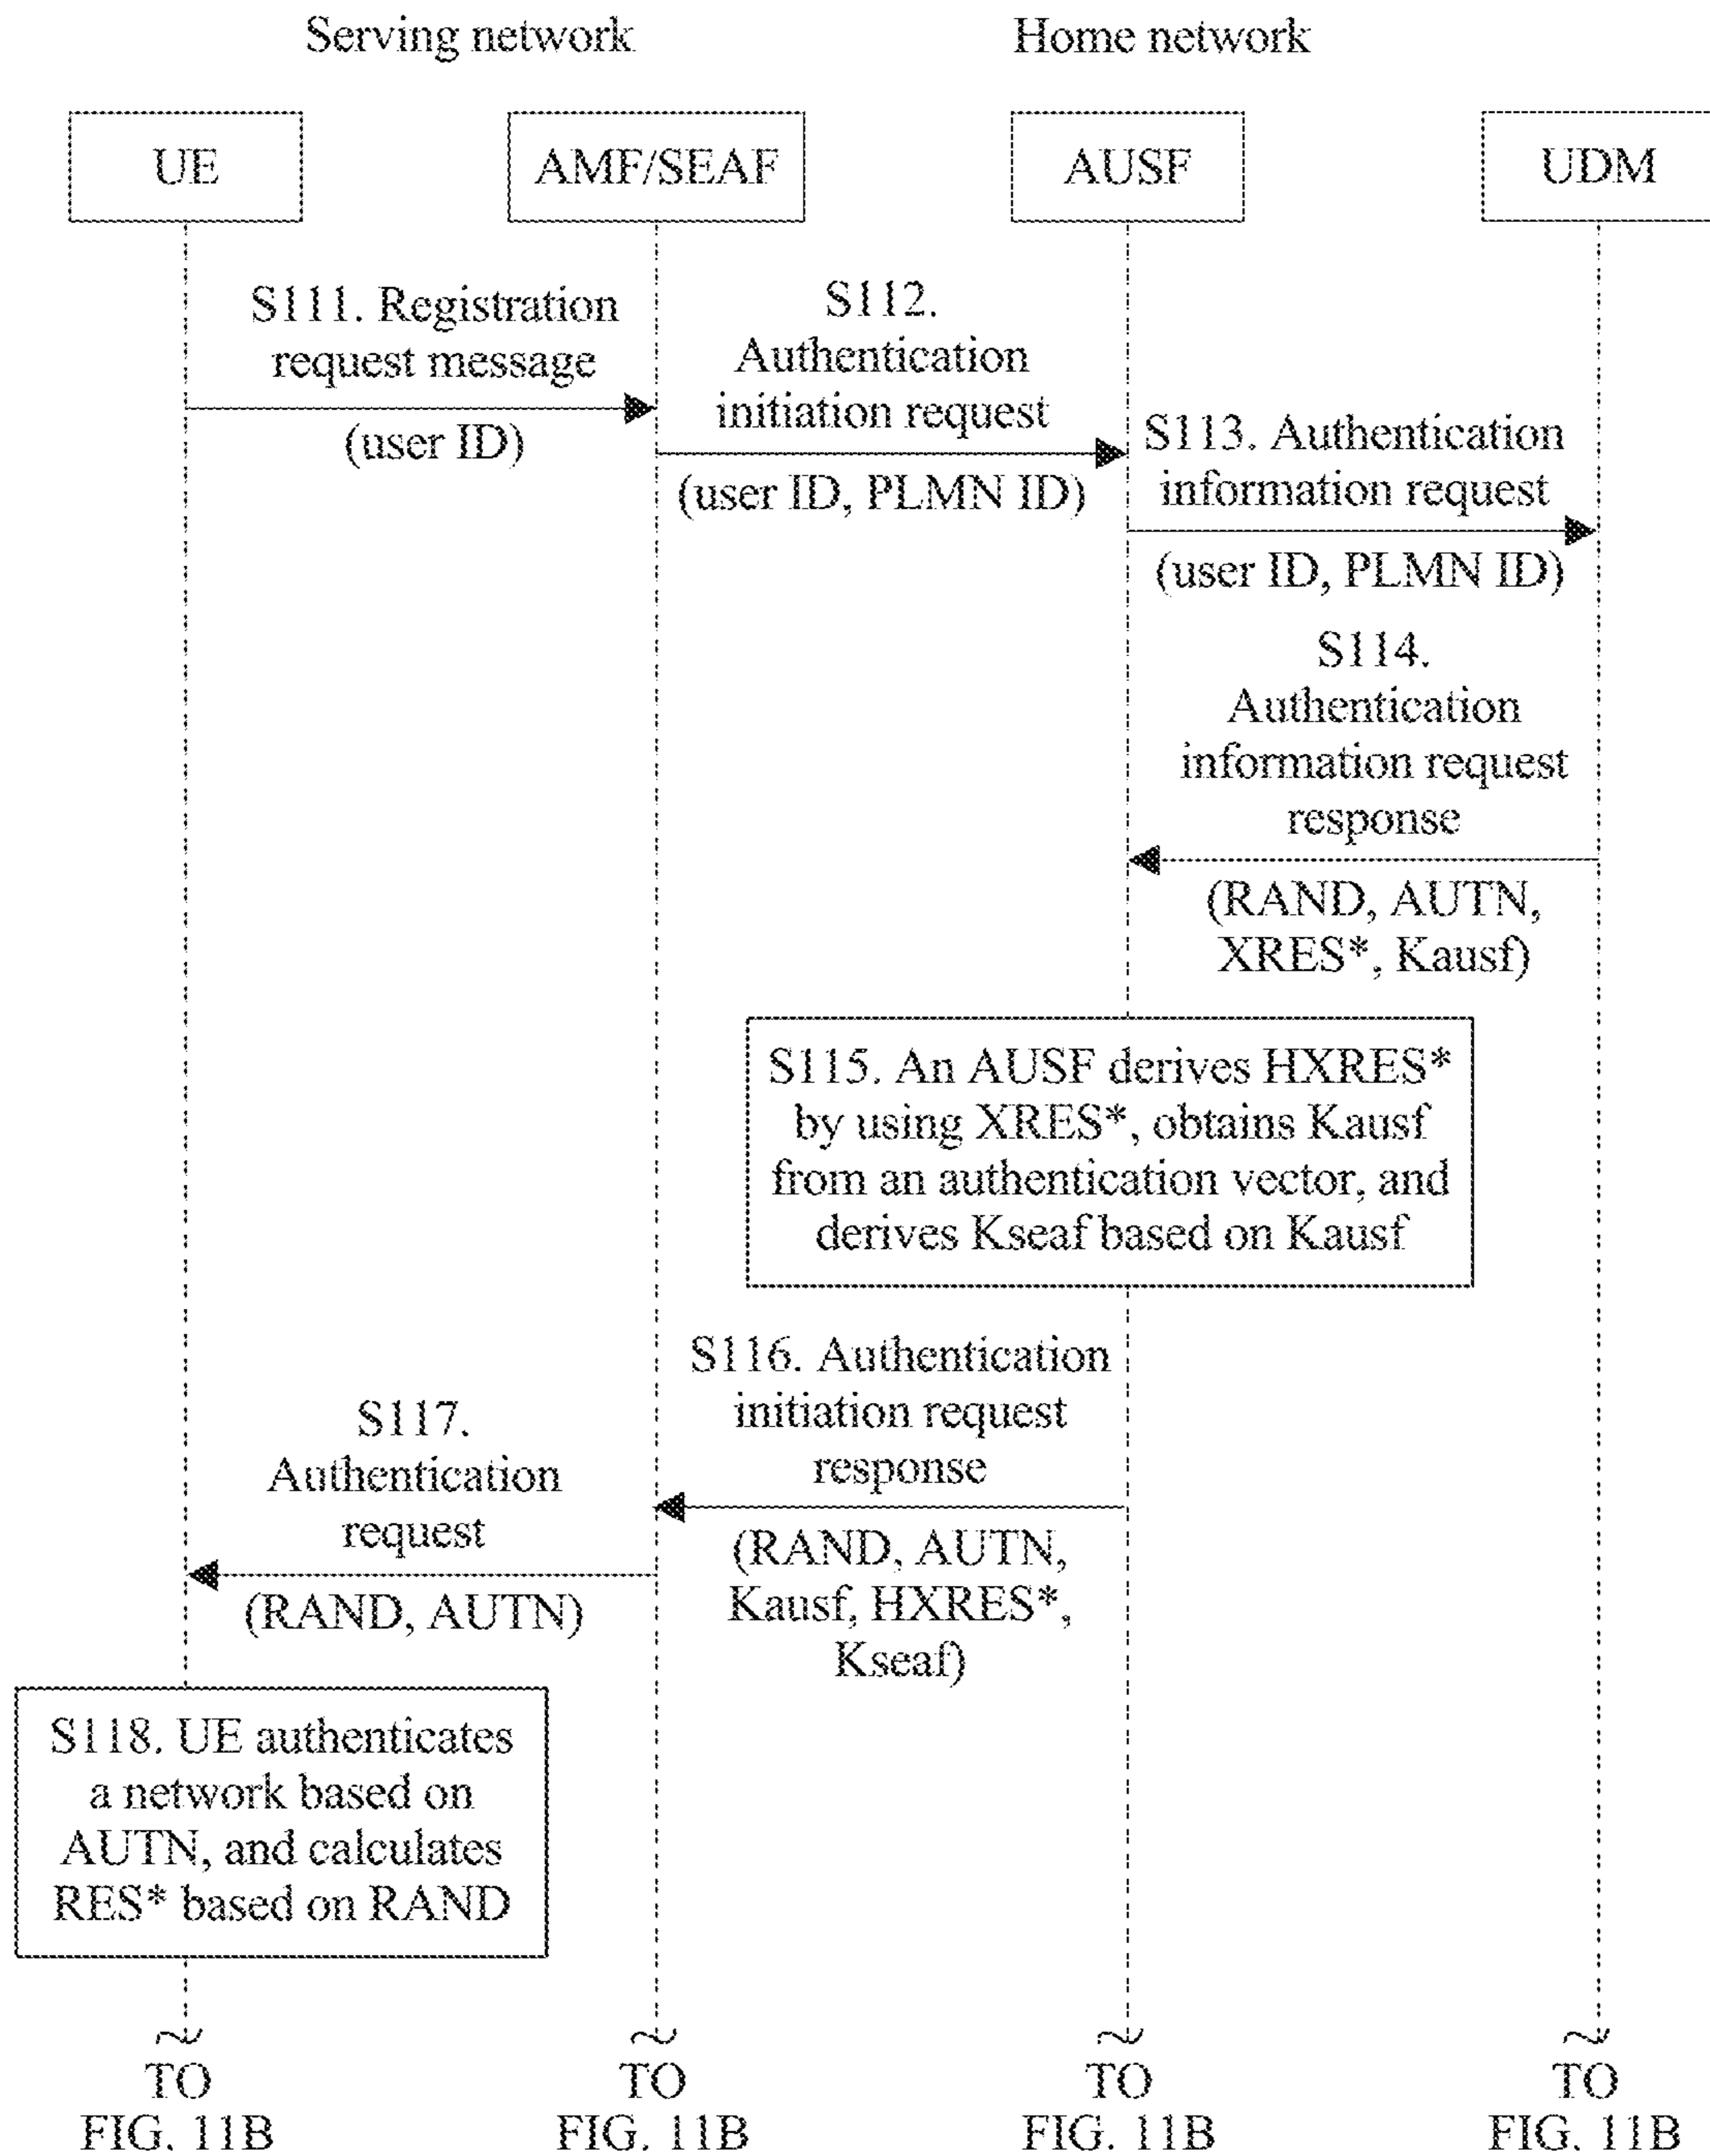 Serving network
Home network
UE
AMF/SEAF
AUSF
UDM
S111. Registration
request message
(user ID)
S112.
Authentication
initiation request
(user ID, PLMN ID)
S113. Authentication
information request
(user ID, PLMN ID)
S114.
Authentication
information request
response
(RAND, AUTN,
XRES*, Kausf)
S115. An AUSF derives HXRES*
by using XRES*, obtains Kausf
from an authentication vector, and
derives Kseaf based on Kausf
S116. Authentication
initiation request
response
(RAND, AUTN,
Kausf, HXRES*,
Kseaf)
S117.
Authentication
request
(RAND, AUTN)
S118. UE authenticates
a network based on
AUTN, and calculates
RES* based on RAND
TO
FIG. 11B
TO
FIG. 11B
TO
FIG. 11B
TO
FIG. 11B